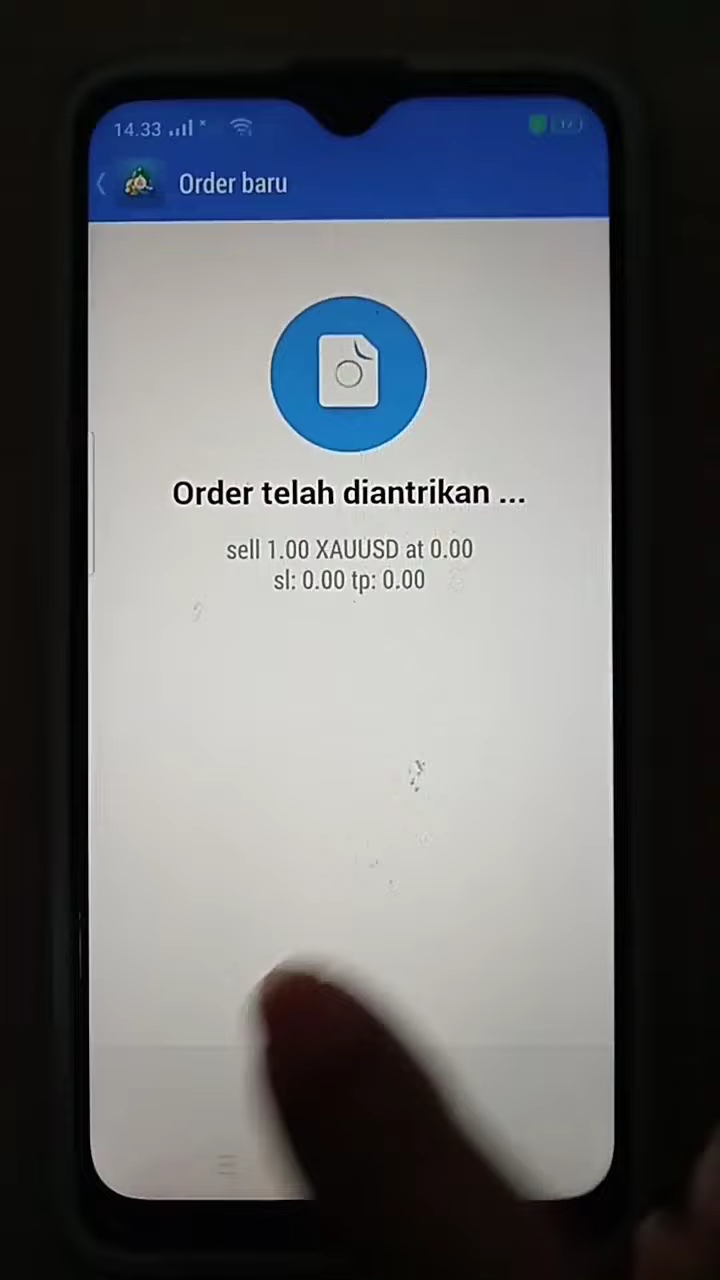 14.33
Order baru
Order telah diantrikan ...
sell 1.00 XAUUSD at 0.00
sl: 0.00 tp: 0.00